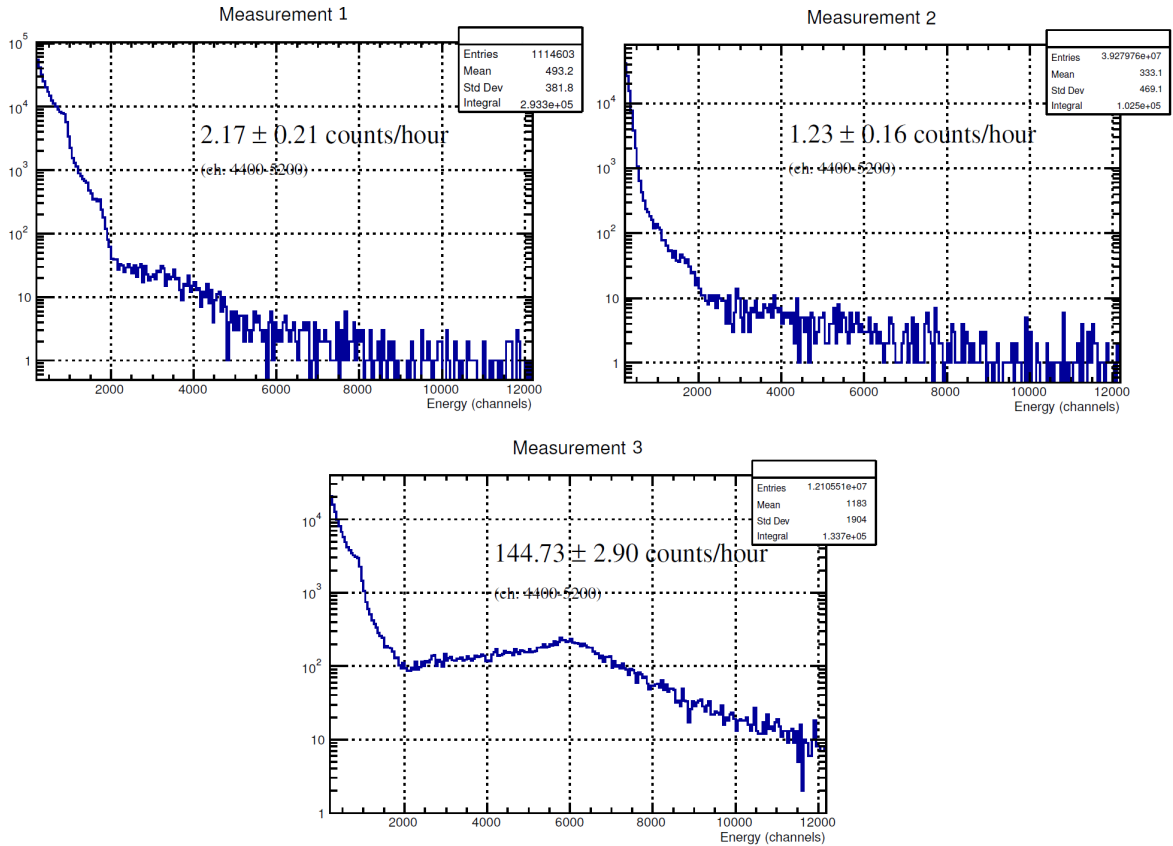 Measurement 1
Entries 1114603
Mean 493.2
Std Dev 381.8
Integral 2.933e+05
10^5
10^4
10^3
10^2
10
1
2.17 ± 0.21 counts/hour
(ch. 4400-5200)
2000 4000 6000 8000 10000 12000
Energy (channels)
Measurement 2
Entries 3.927976e+07
Mean 333.1
Std Dev 469.1
Integral 1.025e+05
10^4
10^3
10^2
10
1
1.23 ± 0.16 counts/hour
(ch. 4400-5200)
2000 4000 6000 8000 10000 12000
Energy (channels)
Measurement 3
Entries 1.210551e+07
Mean 1183
Std Dev 1904
Integral 1.337e+05
10^4
10^3
10^2
10
1
144.73 ± 2.90 counts/hour
(ch. 4400-5200)
2000 4000 6000 8000 10000 12000
Energy (channels)